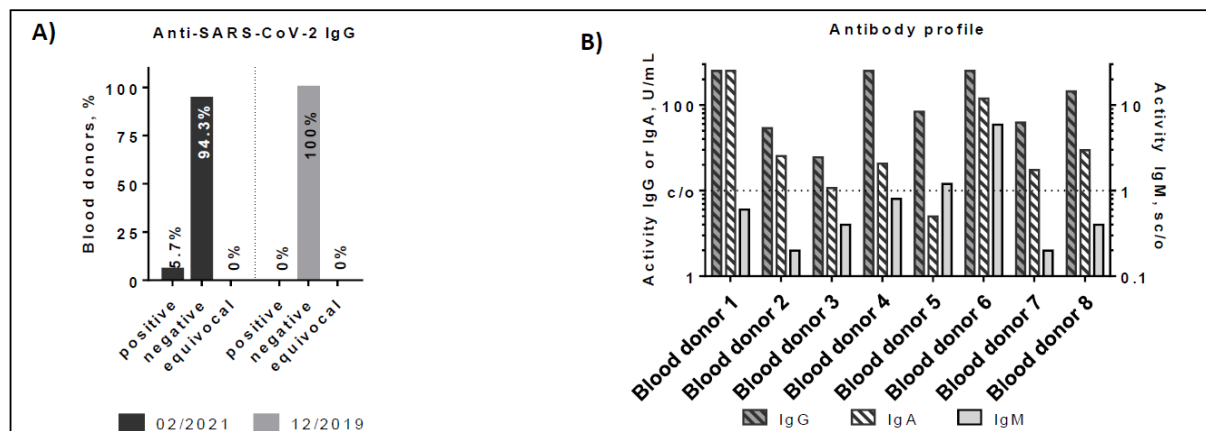 A)
Anti-SARS-CoV-2 IgG
Blood donors, %
100
75
50
25
0
5.7%
94.3%
0%
0%
100%
0%
positive
negative
equivocal
positive
negative
equivocal
02/2021
12/2019
B)
Antibody profile
Activity IgG or IgA, U/mL
100
c/o
1
Activity IgM, sc/o
10
1
0.1
Blood donor 1
Blood donor 2
Blood donor 3
Blood donor 4
Blood donor 5
Blood donor 6
Blood donor 7
Blood donor 8
IgG
IgA
IgM